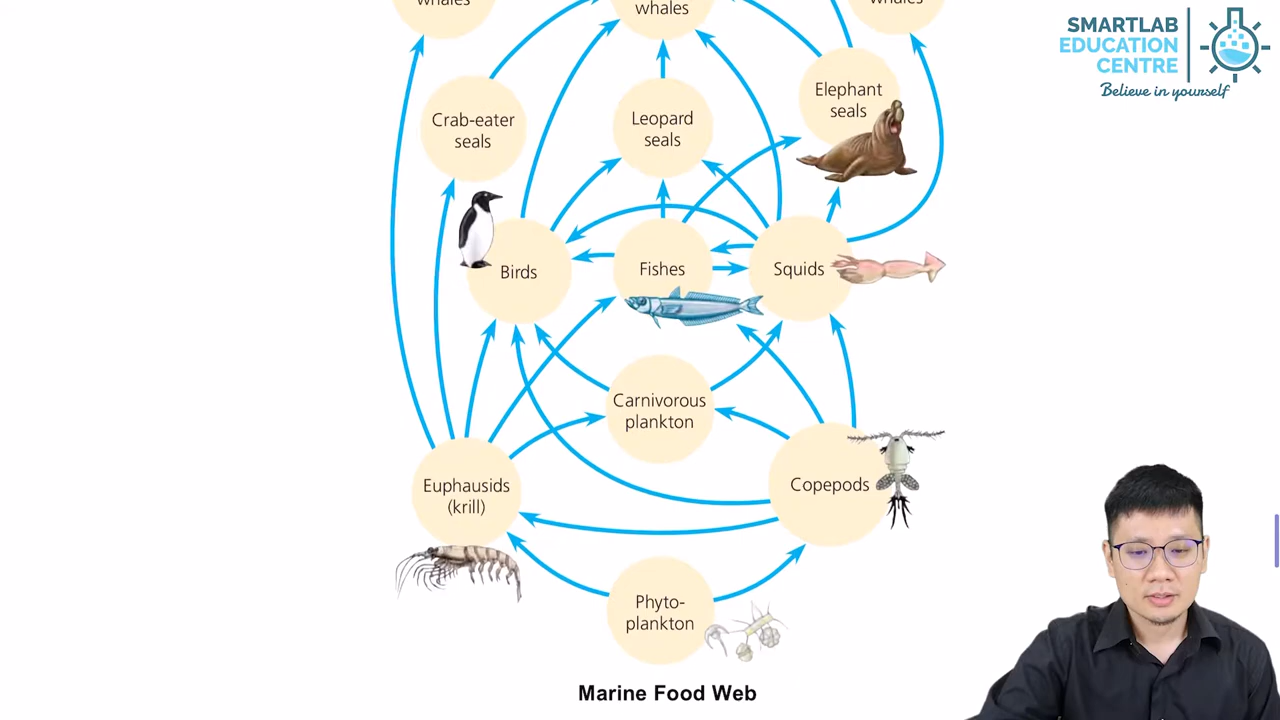 whales
whales
whales
SMARTLAB
EDUCATION
CENTRE
Believe in yourself
Crab-eater
seals
Leopard
seals
Elephant
seals
Birds
Fishes
Squids
Carnivorous
plankton
Euphausids
(krill)
Copepods
Phyto-
plankton
Marine Food Web